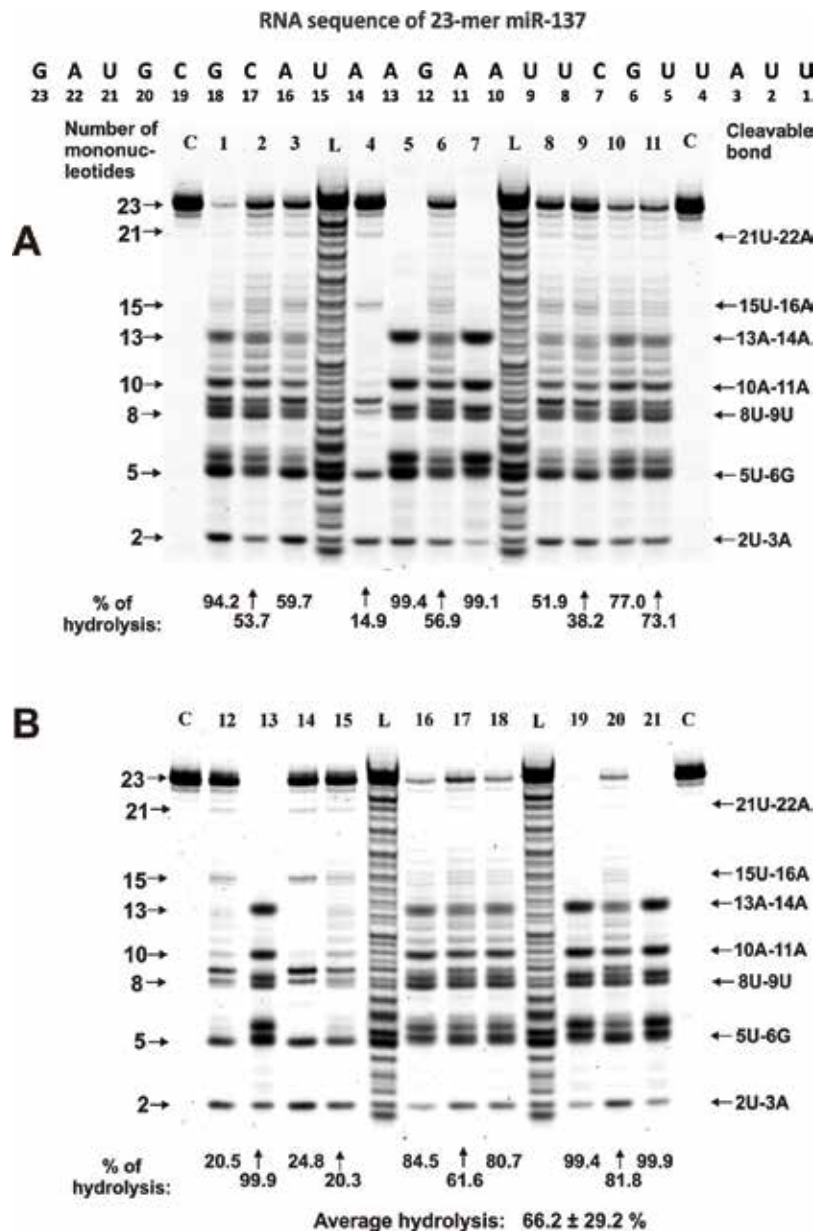 RNA sequence of 23-mer miR-137
G A U G C G C A U A A G A A U U C G U U A U U
23 22 21 20 19 18 17 16 15 14 13 12 11 10 9 8 7 6 5 4 3 2 1
Number of mononuc-leotides
Cleavable bond
C 1 2 3 L 4 5 6 7 L 8 9 10 11 C
A
23→
21→ ←21U-22A
15→ ←15U-16A
13→ ←13A-14A
10→ ←10A-11A
8→ ←8U-9U
5→ ←5U-6G
2→ ←2U-3A
% of hydrolysis:
94.2 ↑ 59.7 ↑ 99.4 ↑ 99.1 51.9 ↑ 77.0 ↑
53.7 14.9 56.9 38.2 73.1
B
C 12 13 14 15 L 16 17 18 L 19 20 21 C
23→
21→ ←21U-22A
15→ ←15U-16A
13→ ←13A-14A
10→ ←10A-11A
8→ ←8U-9U
5→ ←5U-6G
2→ ←2U-3A
% of hydrolysis:
20.5 ↑ 24.8 ↑ 84.5 ↑ 80.7 99.4 ↑ 99.9
99.9 20.3 61.6 81.8
Average hydrolysis: 66.2 ± 29.2 %